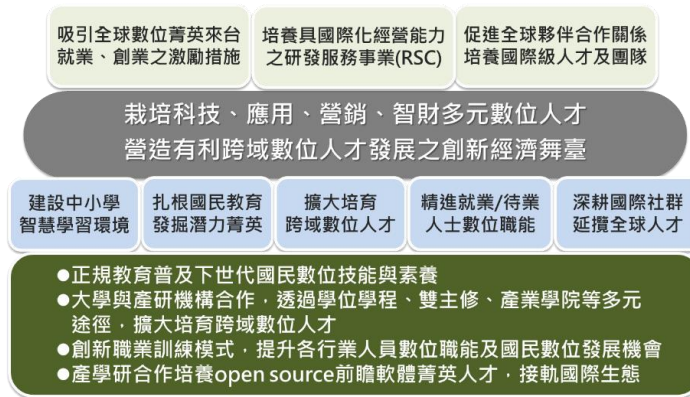 吸引全球數位菁英來台
就業、創業之激勵措施
培養具國際化經營能力
之研發服務事業(RSC)
促進全球夥伴合作關係
培養國際級人才及團隊
栽培科技、應用、營銷、智財多元數位人才
營造有利跨域數位人才發展之創新經濟舞臺
建設中小學
智慧學習環境
扎根國民教育
發掘潛力菁英
擴大培育
跨域數位人才
精進就業/待業
人士數位職能
深耕國際社群
延攬全球人才
●正規教育普及下世代國民數位技能與素養
●大學與產研機構合作，透過學位學程、雙主修、產業學院等多元
途徑，擴大培育跨域數位人才
●創新職業訓練模式，提升各行業人員數位職能及國民數位發展機會
●產學研合作培養open source前瞻軟體菁英人才，接軌國際生態